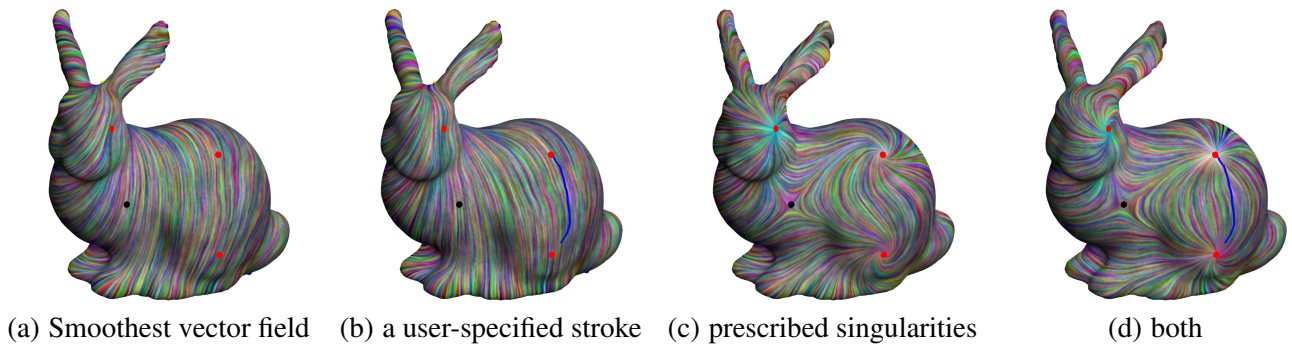 (a) Smoothest vector field (b) a user-specified stroke (c) prescribed singularities (d) both